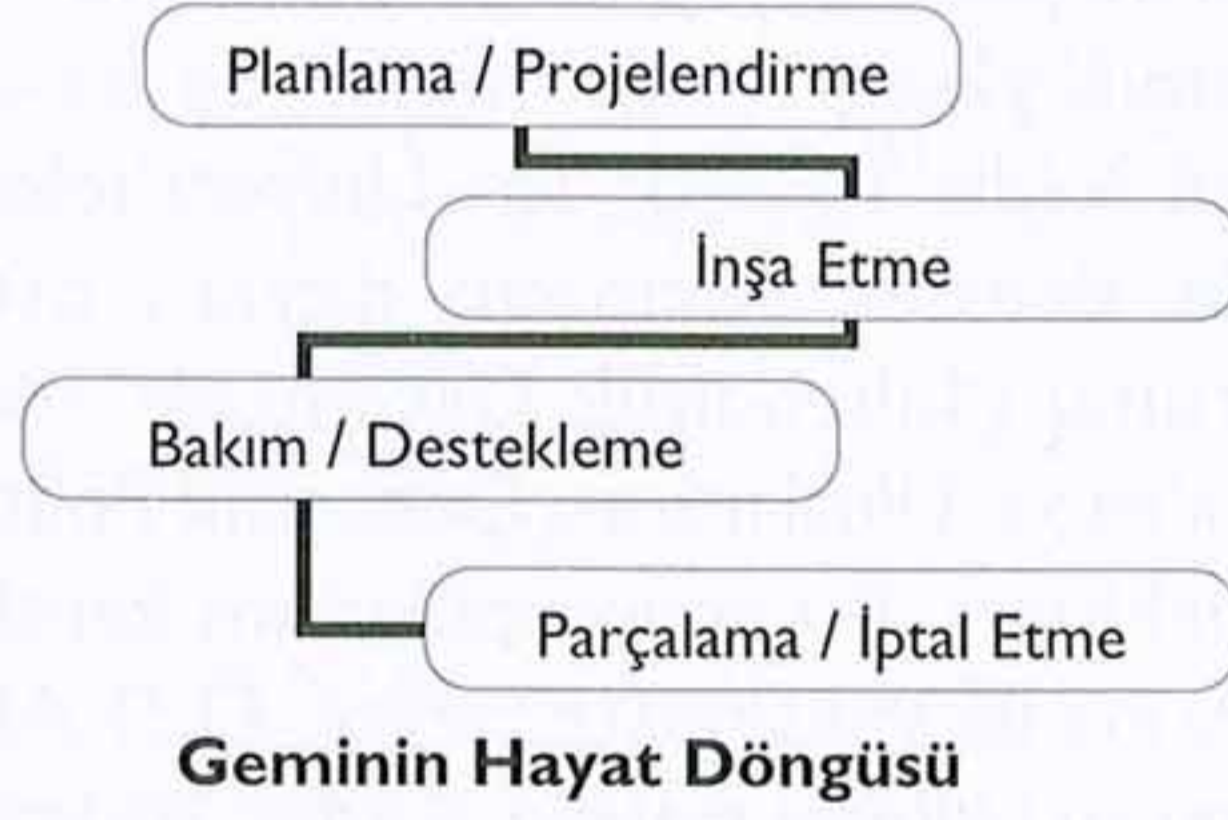 Planlama / Projelendirme
İnşa Etme
Bakım / Destekleme
Parçalama / İptal Etme
Geminin Hayat Döngüsü